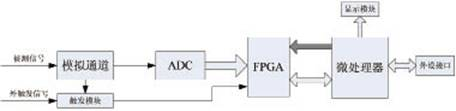 显示模块
被测信号
模拟通道
ADC
FPGA
微处理器
外设接口
外触发信号
触发模块